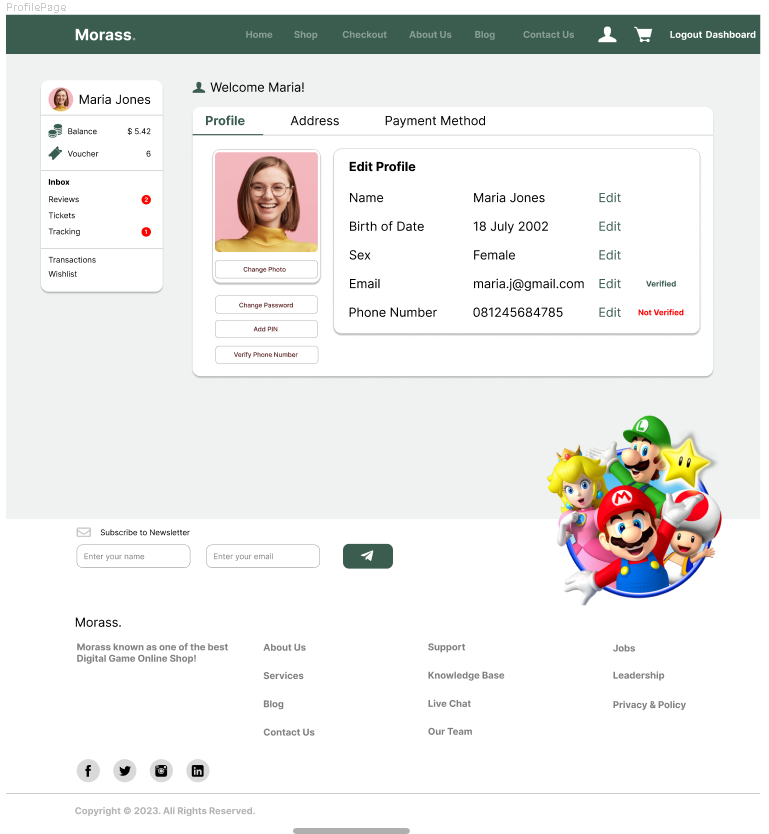 ProfilePage
Morass.
Home Shop Checkout About Us Blog Contact Us Logout Dashboard
Welcome Maria!
Maria Jones
Balance $ 5.42
Voucher 6
Inbox
Reviews 2
Tickets
Tracking 1
Transactions
Wishlist
Profile Address Payment Method
Change Photo
Change Password
Add PIN
Verify Phone Number
Edit Profile
Name Maria Jones Edit
Birth of Date 18 July 2002 Edit
Sex Female Edit
Email maria.j@gmail.com Edit Verified
Phone Number 081245684785 Edit Not Verified
L
M
Subscribe to Newsletter
Enter your name Enter your email
Morass.
Morass known as one of the best
Digital Game Online Shop!
About Us
Services
Blog
Contact Us
Support
Knowledge Base
Live Chat
Our Team
Jobs
Leadership
Privacy & Policy
f in
Copyright © 2023. All Rights Reserved.